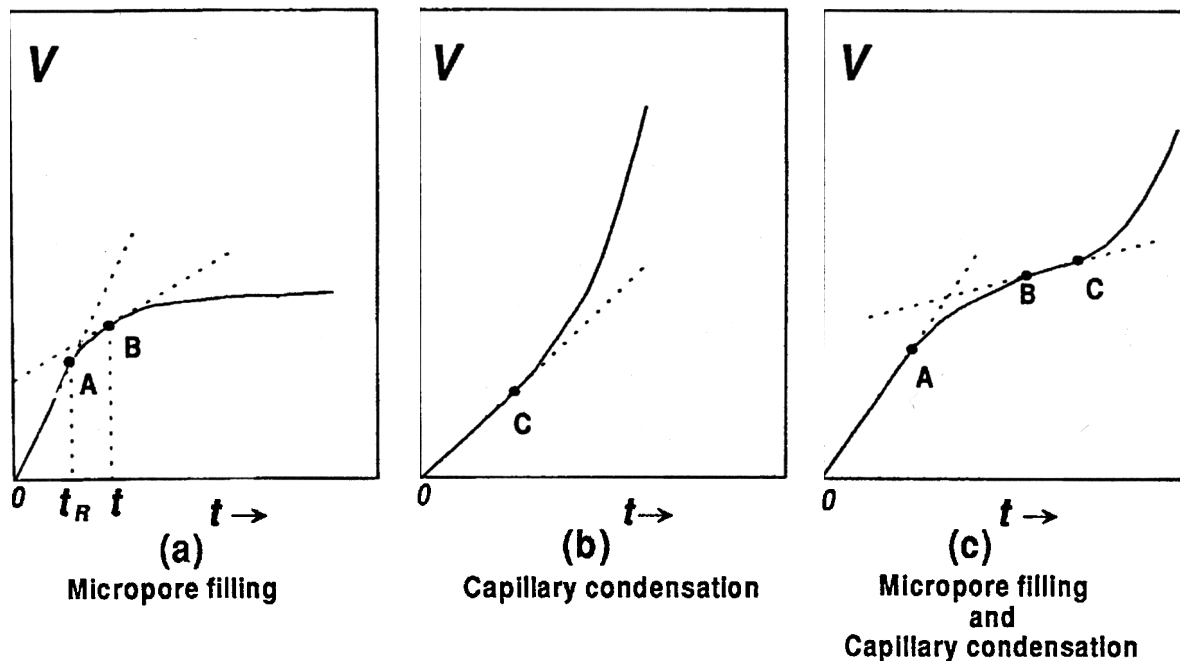 V
A
B
0 t_R t t →
(a)
Micropore filling
V
C
0 t →
(b)
Capillary condensation
V
A
B
C
0 t →
(c)
Micropore filling
and
Capillary condensation